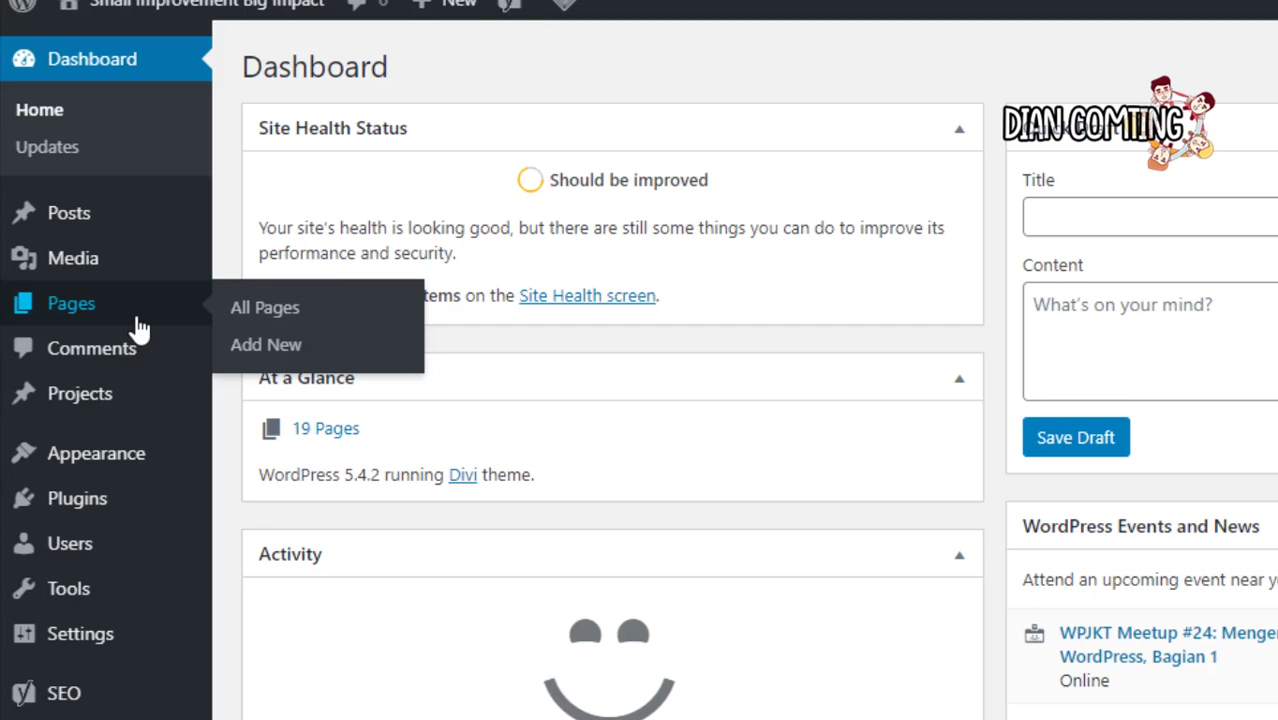 Small Improvement Big Impact
0
New
Dashboard
Home
Updates
Posts
Media
Pages
Comments
Projects
Appearance
Plugins
Users
Tools
Settings
SEO
All Pages
Add New
Dashboard
Site Health Status
Should be improved
Your site's health is looking good, but there are still some things you can do to improve its
performance and security.
items on the Site Health screen.
At a Glance
19 Pages
WordPress 5.4.2 running Divi theme.
Activity
DIAN COMTING
Title
Content
What's on your mind?
Save Draft
WordPress Events and News
Attend an upcoming event near
WPJKT Meetup #24:
WordPress, Bagian 1
Online